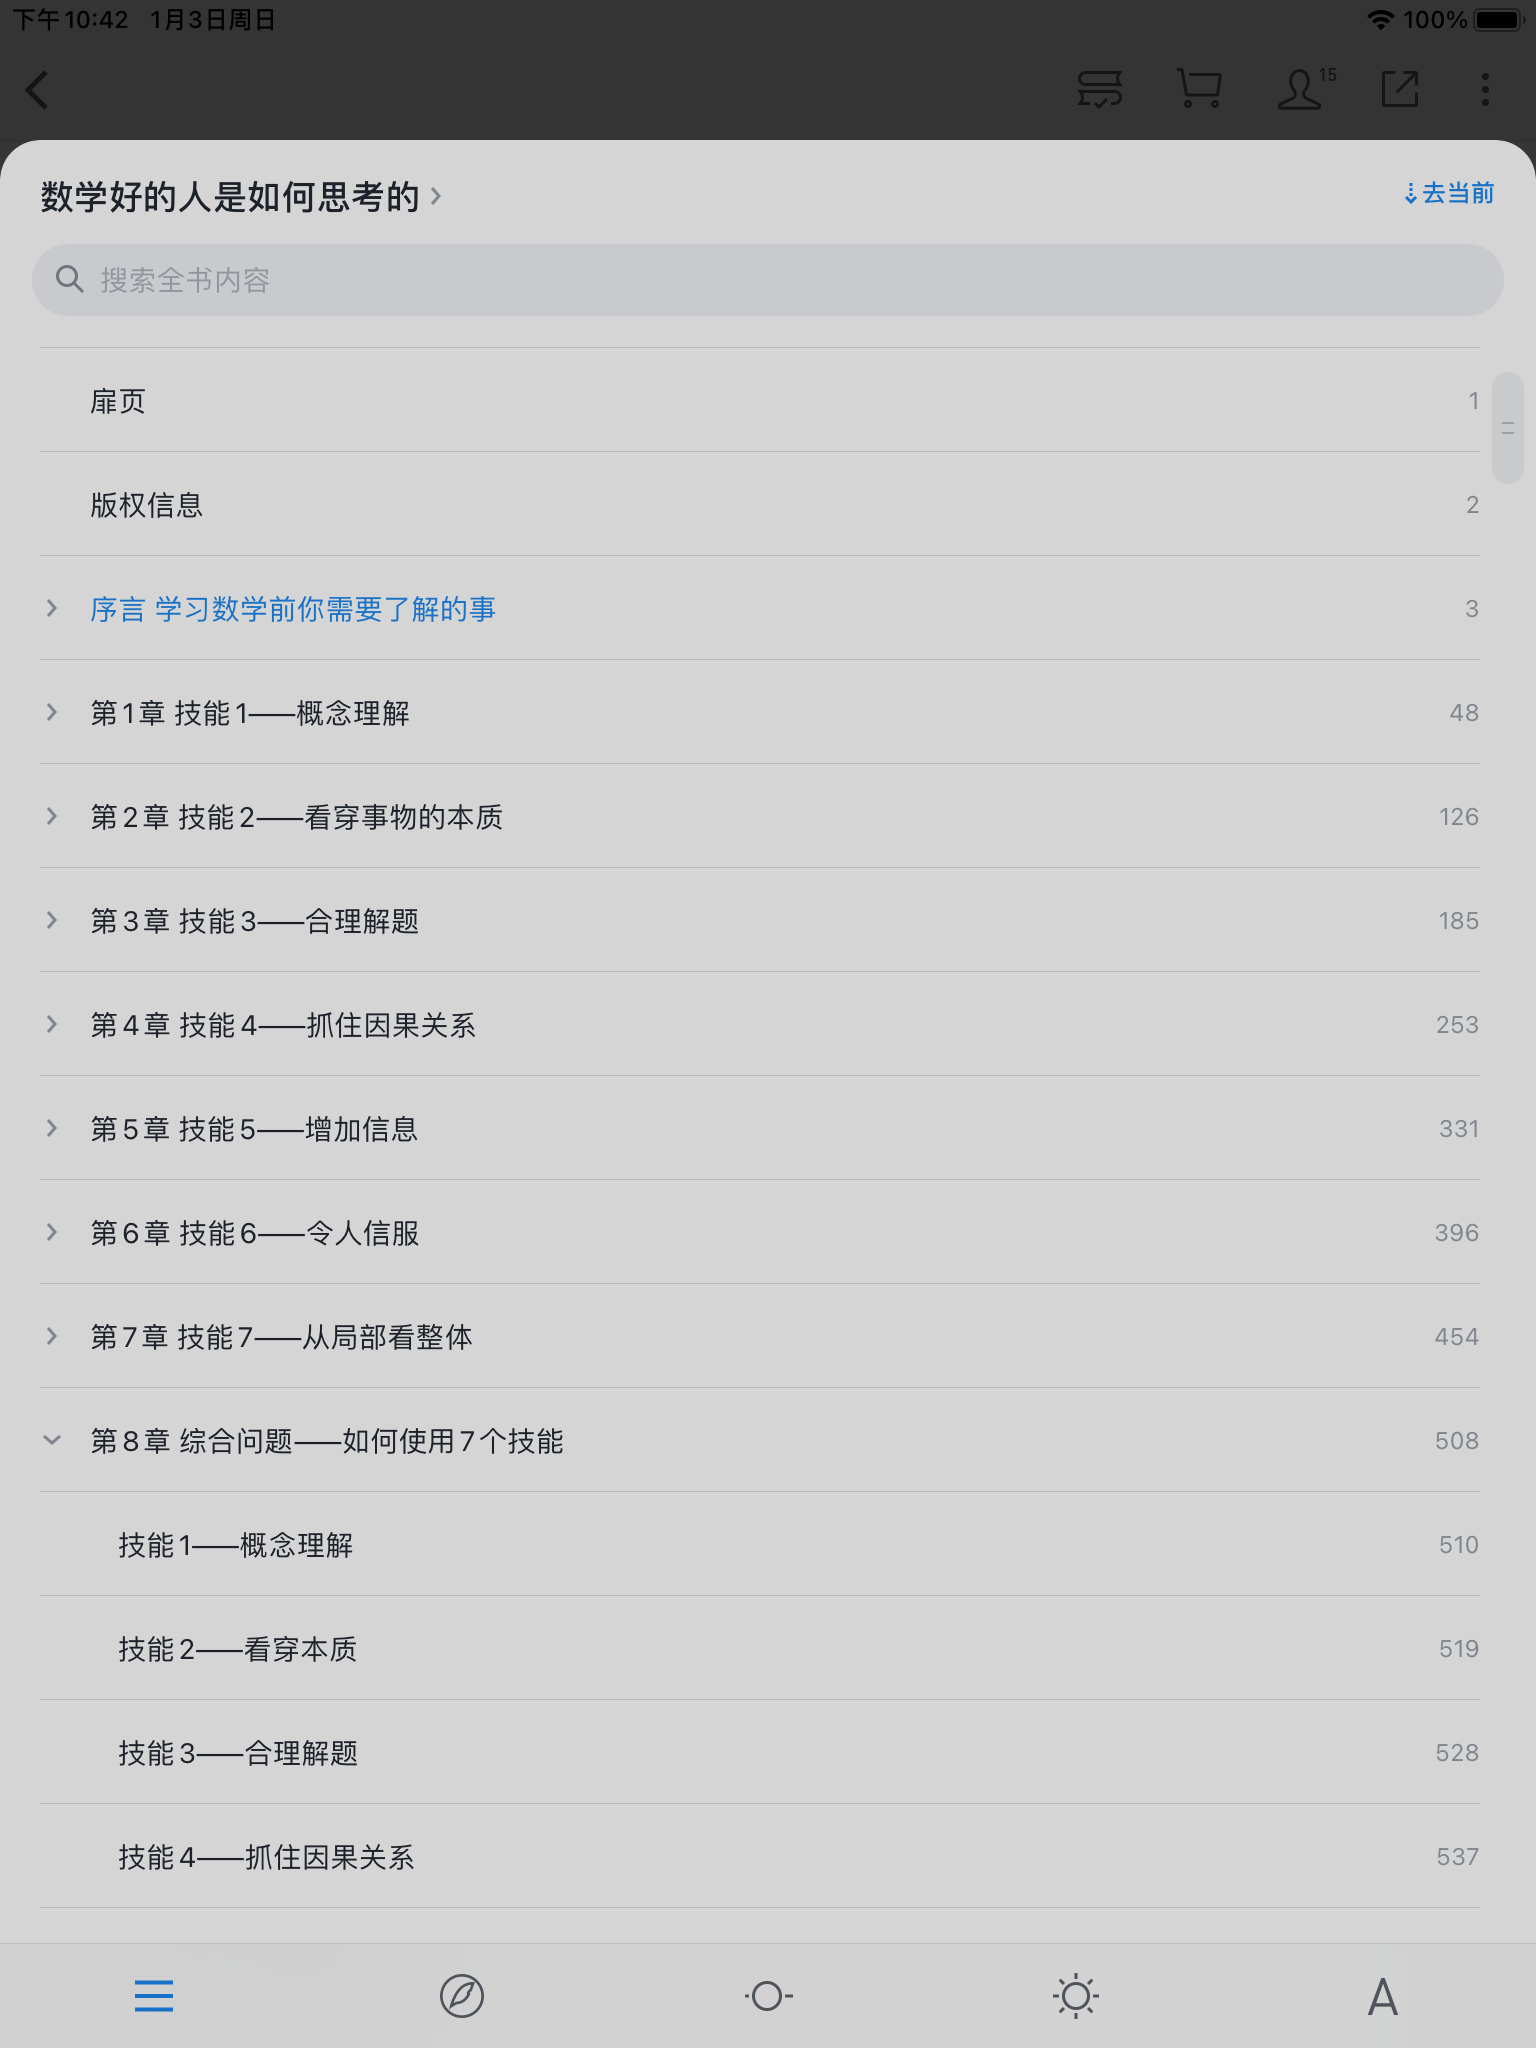 下午10:42 1月3日周日
100%
15
数学好的人是如何思考的
去当前
搜索全书内容
扉页 1
版权信息 2
序言 学习数学前你需要了解的事 3
第1章 技能1——概念理解 48
第2章 技能2——看穿事物的本质 126
第3章 技能3——合理解题 185
第4章 技能4——抓住因果关系 253
第5章 技能5——增加信息 331
第6章 技能6——令人信服 396
第7章 技能7——从局部看整体 454
第8章 综合问题——如何使用7个技能 508
技能1——概念理解 510
技能2——看穿本质 519
技能3——合理解题 528
技能4——抓住因果关系 537
A